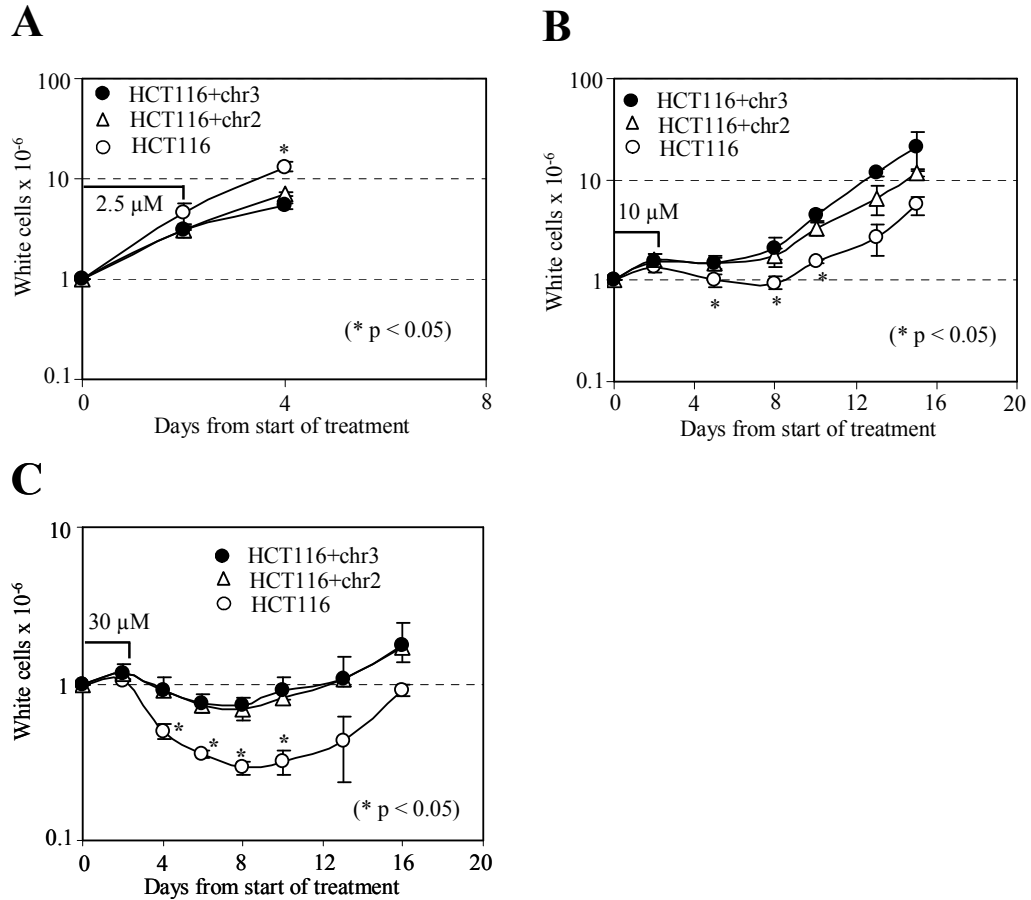 A
100
HCT116+chr3
HCT116+chr2
HCT116
*
10
2.5 µM
1
(* p < 0.05)
0.1
0 4 8
White cells x 10-6
Days from start of treatment
B
100
HCT116+chr3
HCT116+chr2
HCT116
10
10 µM
1
* * *
(* p < 0.05)
0.1
0 4 8 12 16 20
White cells x 10-6
Days from start of treatment
C
10
HCT116+chr3
HCT116+chr2
HCT116
30 µM
1
* * * *
(* p < 0.05)
0.1
0 4 8 12 16 20
White cells x 10-6
Days from start of treatment